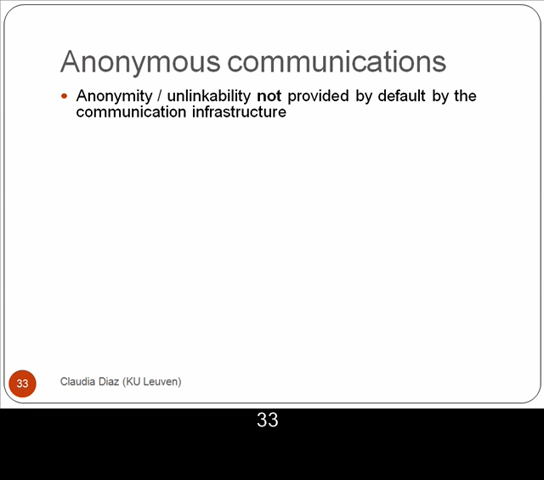 Anonymous communications
• Anonymity / unlinkability not provided by default by the
communication infrastructure
33
Claudia Diaz (KU Leuven)
33